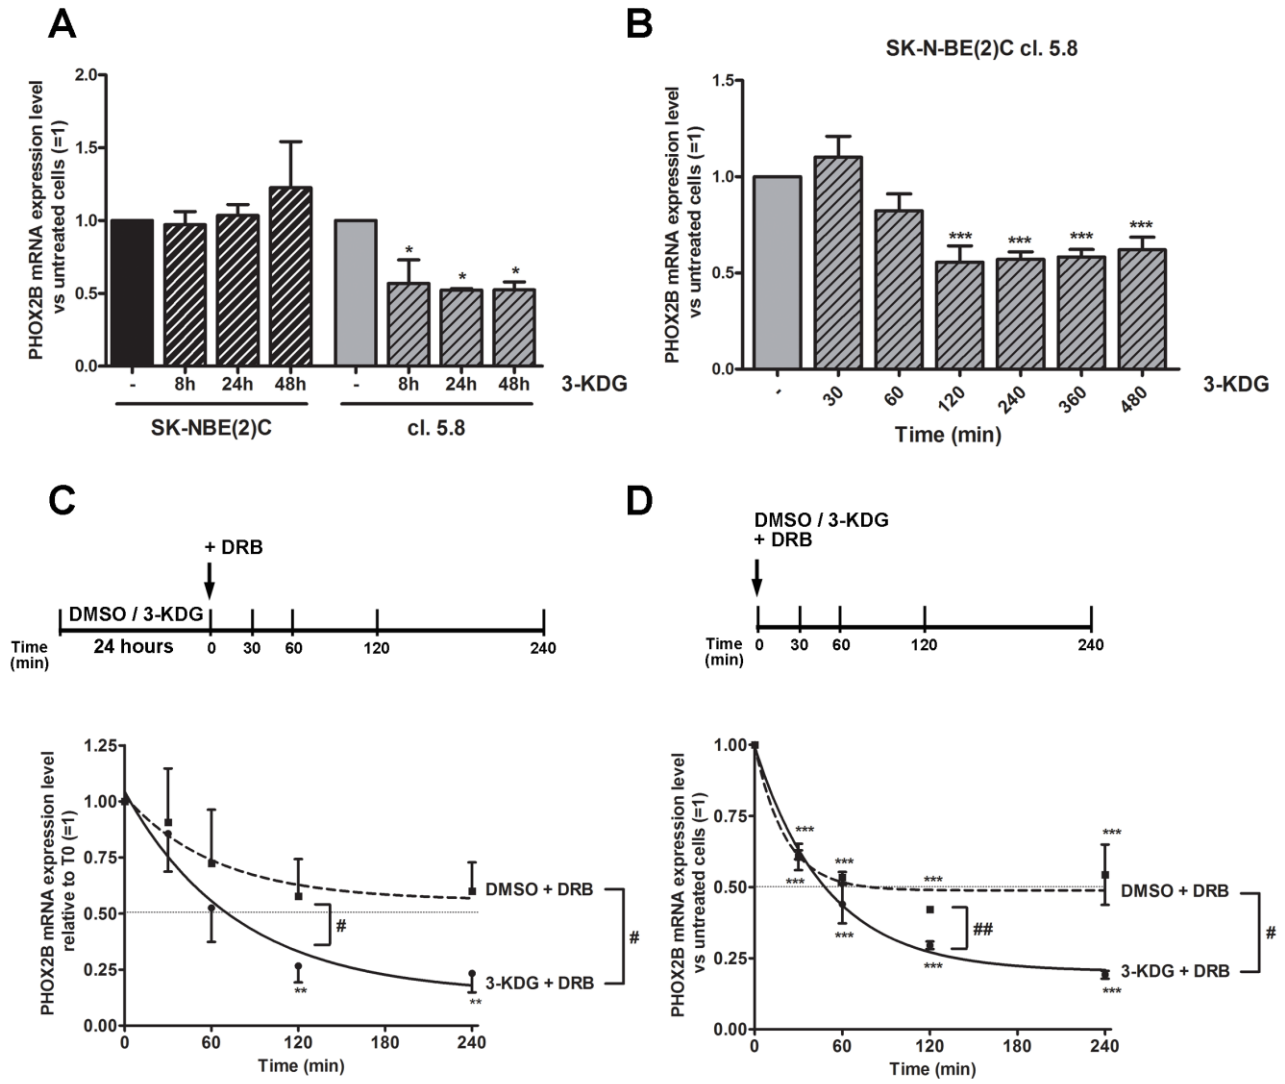 A
PHOX2B mRNA expression level
vs untreated cells (=1)
2.0
1.5
1.0
0.5
0.0
* * *
- 8h 24h 48h - 8h 24h 48h 3-KDG
SK-NBE(2)C cl. 5.8
B
SK-N-BE(2)C cl. 5.8
PHOX2B mRNA expression level
vs untreated cells (=1)
1.5
1.0
0.5
0.0
*** *** *** ***
- 30 60 120 240 360 480 3-KDG
Time (min)
C
+ DRB
DMSO / 3-KDG
24 hours
Time
(min)
0 30 60 120 240
PHOX2B mRNA expression level
relative to T0 (=1)
1.25
1.00
0.75
0.50
0.25
0.00
DMSO + DRB
#
#
3-KDG + DRB
** **
0 60 120 180 240
Time (min)
D
DMSO / 3-KDG
+ DRB
Time
(min)
0 30 60 120 240
PHOX2B mRNA expression level
vs untreated cells (=1)
1.00
0.75
0.50
0.25
0.00
*** *** *** ***
DMSO + DRB
##
#
3-KDG + DRB
*** *** *** ***
0 60 120 180 240
Time (min)